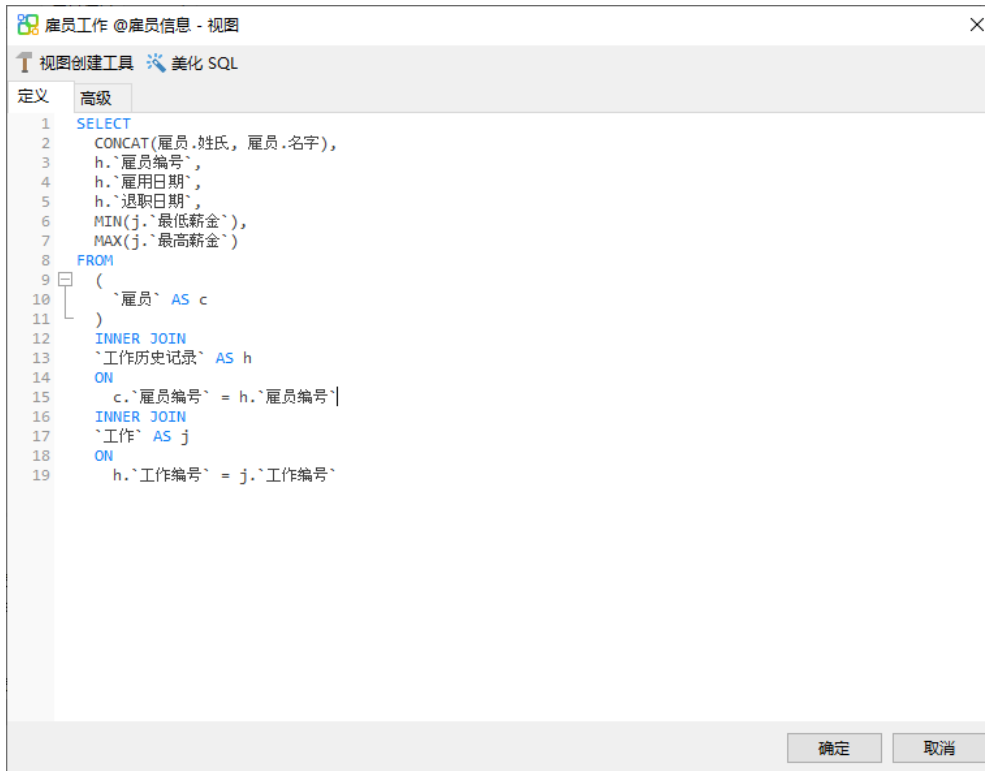 雇员工作 @雇员信息 - 视图
视图创建工具 美化 SQL
定义 高级
1 SELECT
2 CONCAT(雇员.姓氏, 雇员.名字),
3 h.`雇员编号`,
4 h.`雇用日期`,
5 h.`退职日期`,
6 MIN(j.`最低薪金`),
7 MAX(j.`最高薪金`)
8 FROM
9 (
10 `雇员` AS c
11 )
12 INNER JOIN
13 `工作历史记录` AS h
14 ON
15 c.`雇员编号` = h.`雇员编号`
16 INNER JOIN
17 `工作` AS j
18 ON
19 h.`工作编号` = j.`工作编号`
确定 取消